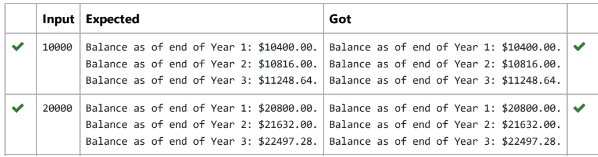 Input Expected Got
10000 Balance as of end of Year 1: $10400.00. Balance as of end of Year 1: $10400.00.
Balance as of end of Year 2: $10816.00. Balance as of end of Year 2: $10816.00.
Balance as of end of Year 3: $11248.64. Balance as of end of Year 3: $11248.64.
20000 Balance as of end of Year 1: $20800.00. Balance as of end of Year 1: $20800.00.
Balance as of end of Year 2: $21632.00. Balance as of end of Year 2: $21632.00.
Balance as of end of Year 3: $22497.28. Balance as of end of Year 3: $22497.28.